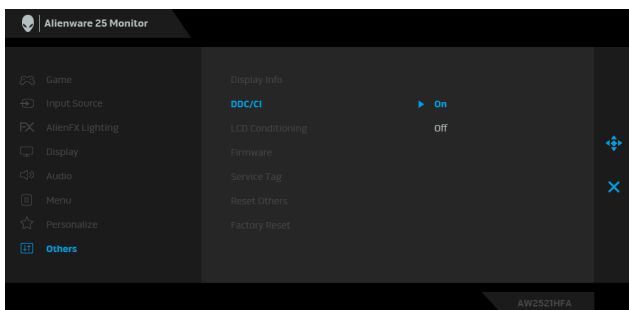 Alienware 25 Monitor
Game
Input Source
AlienFX Lighting
Display
Audio
Menu
Personalize
Others
Display Info
DDC/CI
On
LCD Conditioning
Off
Firmware
Service Tag
Reset Others
Factory Reset
AW2521HFA